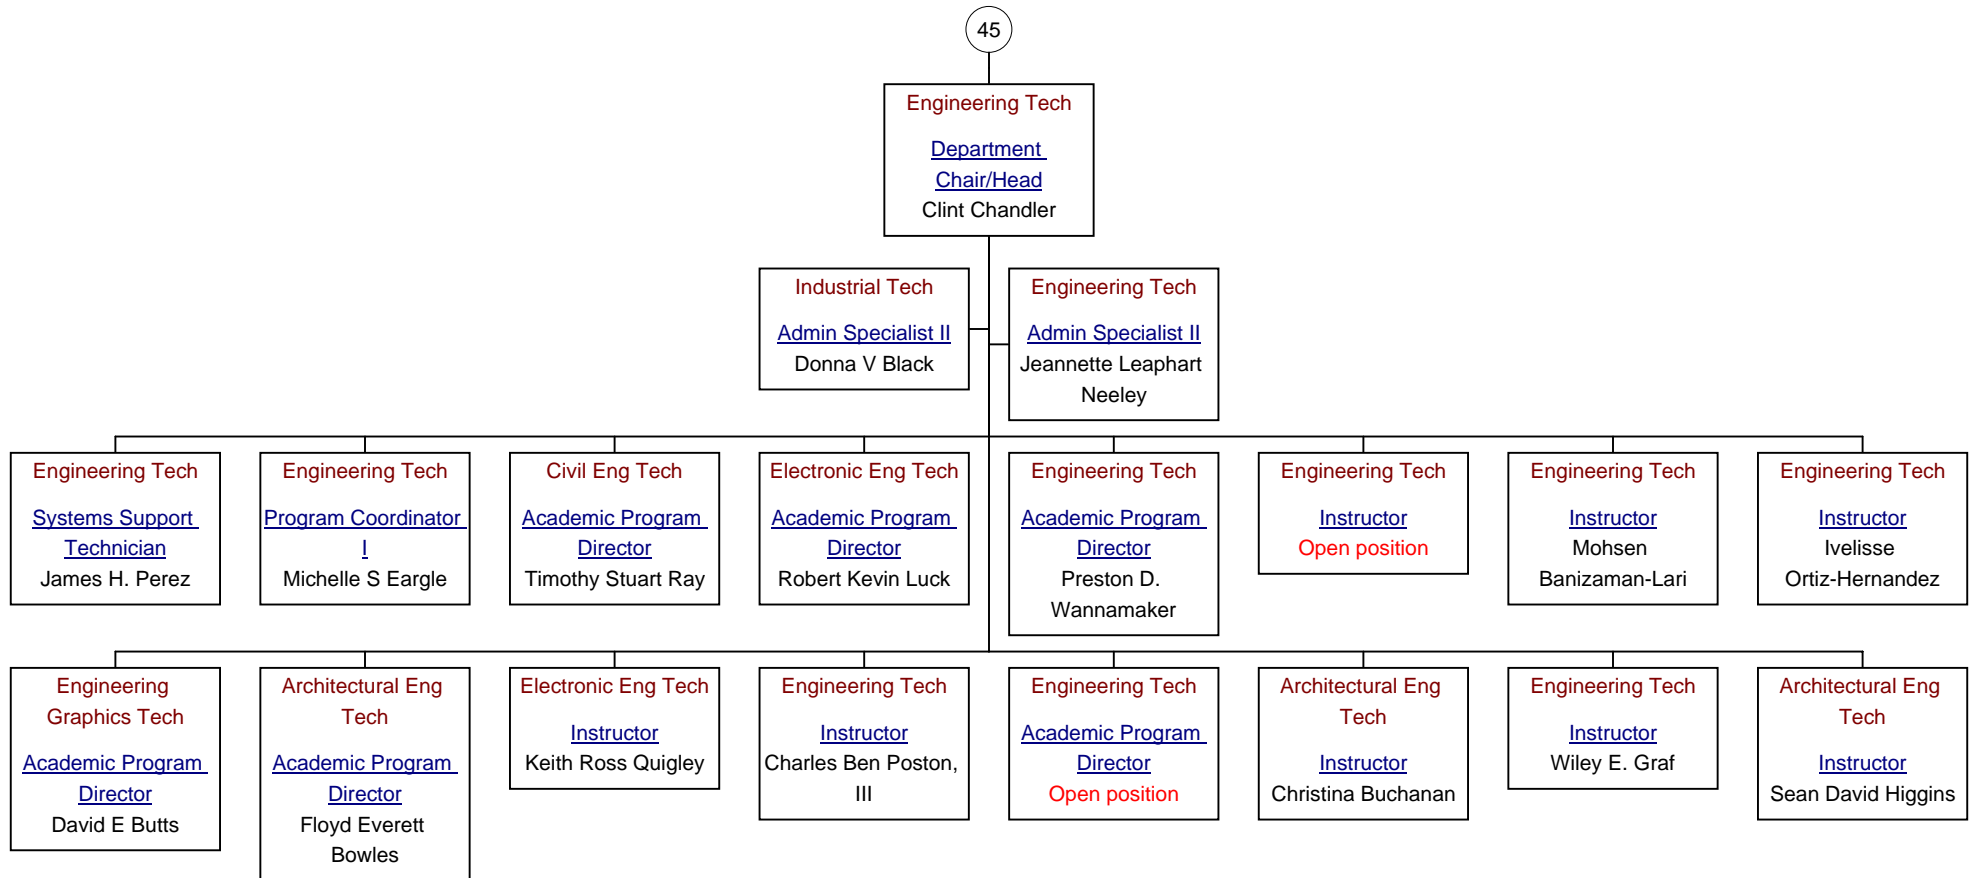 45
Engineering Tech
Department
Chair/Head
Clint Chandler
Industrial Tech
Admin Specialist II
Donna V Black
Engineering Tech
Admin Specialist II
Jeannette Leaphart
Neeley
Engineering Tech
Systems Support
Technician
James H. Perez
Engineering Tech
Program Coordinator
I
Michelle S Eargle
Civil Eng Tech
Academic Program
Director
Timothy Stuart Ray
Electronic Eng Tech
Academic Program
Director
Robert Kevin Luck
Engineering Tech
Academic Program
Director
Preston D.
Wannamaker
Engineering Tech
Instructor
Open position
Engineering Tech
Instructor
Mohsen
Banizaman-Lari
Engineering Tech
Instructor
Ivelisse
Ortiz-Hernandez
Engineering
Graphics Tech
Academic Program
Director
David E Butts
Architectural Eng
Tech
Academic Program
Director
Floyd Everett
Bowles
Electronic Eng Tech
Instructor
Keith Ross Quigley
Engineering Tech
Instructor
Charles Ben Poston,
III
Engineering Tech
Academic Program
Director
Open position
Architectural Eng
Tech
Instructor
Christina Buchanan
Engineering Tech
Instructor
Wiley E. Graf
Architectural Eng
Tech
Instructor
Sean David Higgins